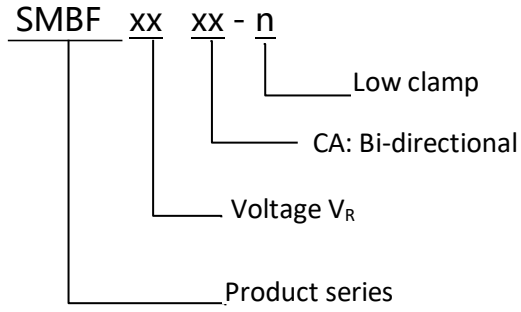 SMBF xx xx - n
Low clamp
CA: Bi-directional
Voltage VR
Product series